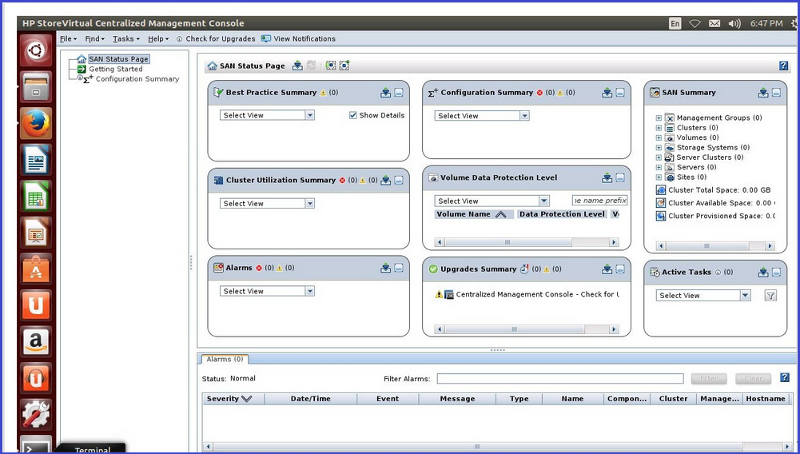 HP StoreVirtual Centralized Management Console
En
6:47 PM
File Find Tasks Help Check for Upgrades View Notifications
SAN Status Page
Getting Started
Configuration Summary
SAN Status Page
Best Practice Summary (0)
Select View
Show Details
Configuration Summary (0) (0)
Select View
SAN Summary
Management Groups (0)
Clusters (0)
Volumes (0)
Storage Systems (0)
Server Clusters (0)
Servers (0)
Sites (0)
Cluster Total Space: 0.00 GB
Cluster Available Space: 0.00
Cluster Provisioned Space: 0.(
Cluster Utilization Summary (0) (0)
Select View
Volume Data Protection Level
Select View
ne name prefix
Volume Name Data Protection Level V
Alarms (0) (0)
Select View
Upgrades Summary (0) (0)
Centralized Management Console - Check for U
Active Tasks (0)
Select View
Alarms (0)
Status: Normal
Filter Alarms:
Filter Clear
Severity Date/Time Event Message Type Name Compon... Cluster Manage... Hostname
Terminal